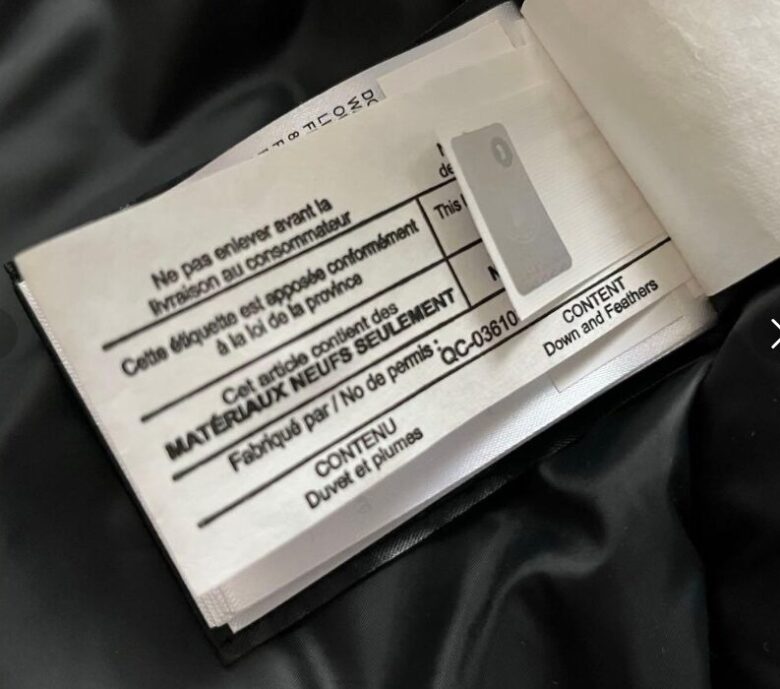 Ne pas enlever avant la
livraison au consommateur
Cette étiquette est apposée conformément
à la loi de la province
This
Cet article contient des
MATÉRIAUX NEUFS SEULEMENT
Fabriqué par / No de permis : QC-03610
CONTENU
Duvet et plumes
CONTENT
Down and Feathers